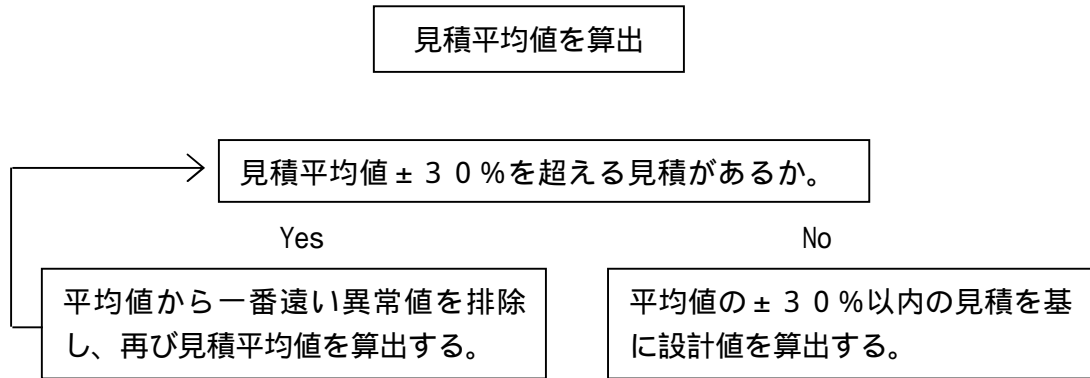 見積平均値を算出
見積平均値±３０％を超える見積があるか。
Yes
No
平均値から一番遠い異常値を排除
し、再び見積平均値を算出する。
平均値の±３０％以内の見積を基
に設計値を算出する。